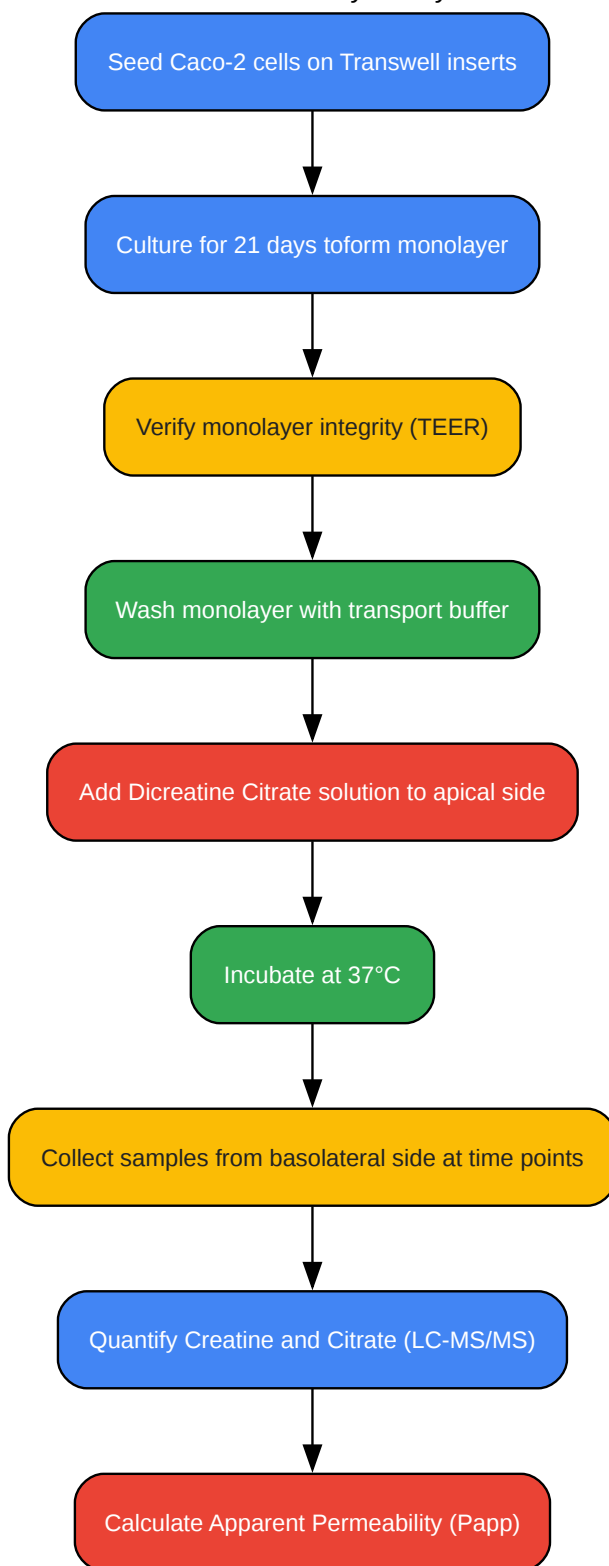 Seed Caco-2 cells on Transwell inserts
Culture for 21 days toform monolayer
Verify monolayer integrity (TEER)
Wash monolayer with transport buffer
Add Dicreatine Citrate solution to apical side
Incubate at 37°C
Collect samples from basolateral side at time points
Quantify Creatine and Citrate (LC-MS/MS)
Calculate Apparent Permeability (Papp)